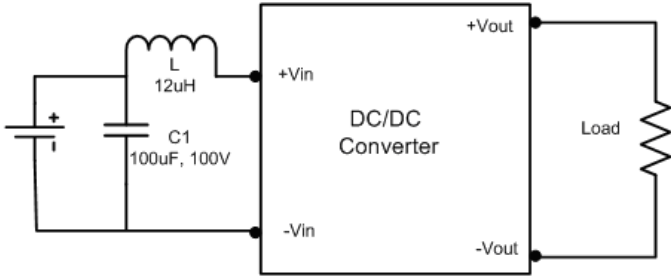 +Vout
L
12uH
+Vin
+
DC/DC
Converter
Load
C1
100uF, 100V
-Vin
-Vout